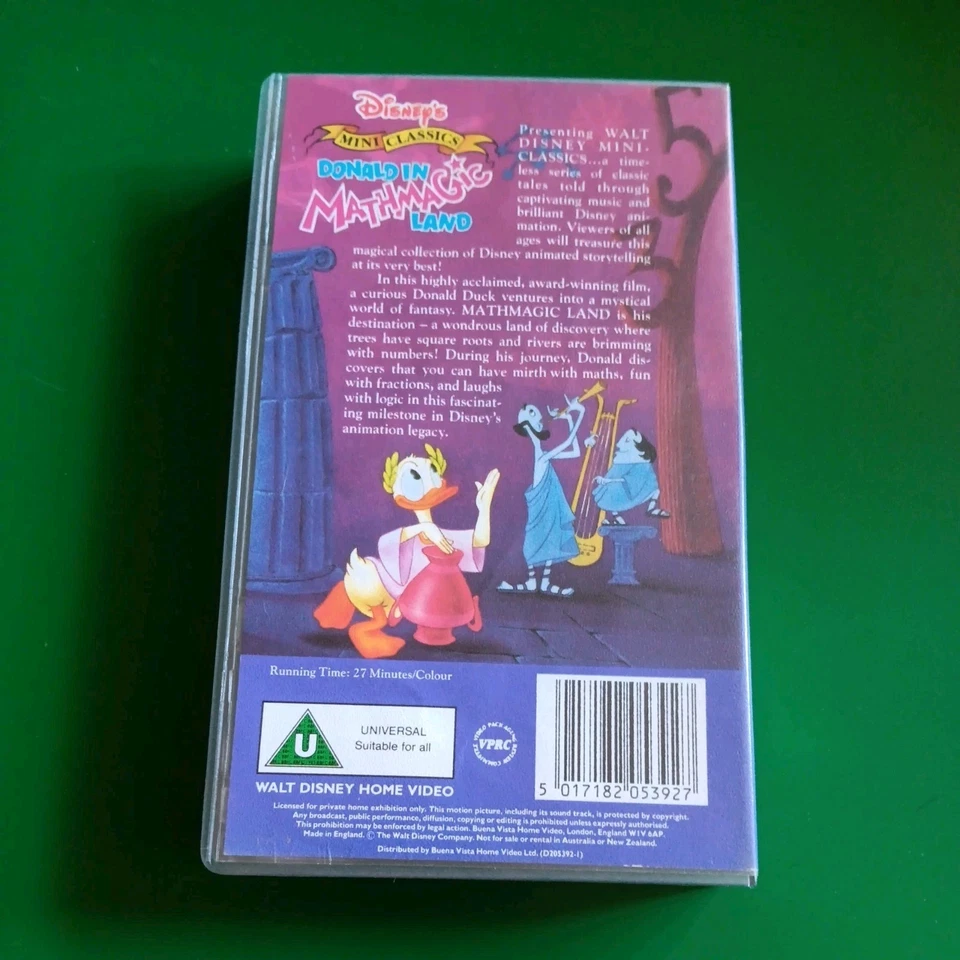 Disney's
MINI CLASSICS
DONALD IN
MATHMAGIC
LAND
Presenting WALT
DISNEY MINI-
CLASSICS...a time-
less series of classic
tales told through
captivating music and
brilliant Disney ani-
mation. Viewers of all
ages will treasure this
magical collection of Disney animated storytelling
at its very best!
In this highly acclaimed, award-winning film,
a curious Donald Duck ventures into a mystical
world of fantasy. MATHMAGIC LAND is his
destination – a wondrous land of discovery where
trees have square roots and rivers are brimming
with numbers! During his journey, Donald dis-
covers that you can have mirth with maths, fun
with fractions, and laughs
with logic in this fascinat-
ing milestone in Disney's
animation legacy.
5
3
3
Running Time: 27 Minutes/Colour
U
UNIVERSAL
Suitable for all
VIDEO PACKAGING REVIEW COMMITTEE
VPRC
5 017182 053927
WALT DISNEY HOME VIDEO
Licensed for private home exhibition only. This motion picture, including its sound track, is protected by copyright.
Any broadcast, public performance, diffusion, copying or editing is prohibited unless expressly authorised.
This prohibition may be enforced by legal action. Buena Vista Home Video, London, England W1V 6AP.
Made in England. © The Walt Disney Company. Not for sale or rental in Australia or New Zealand.
Distributed by Buena Vista Home Video Ltd. (D205392-1)